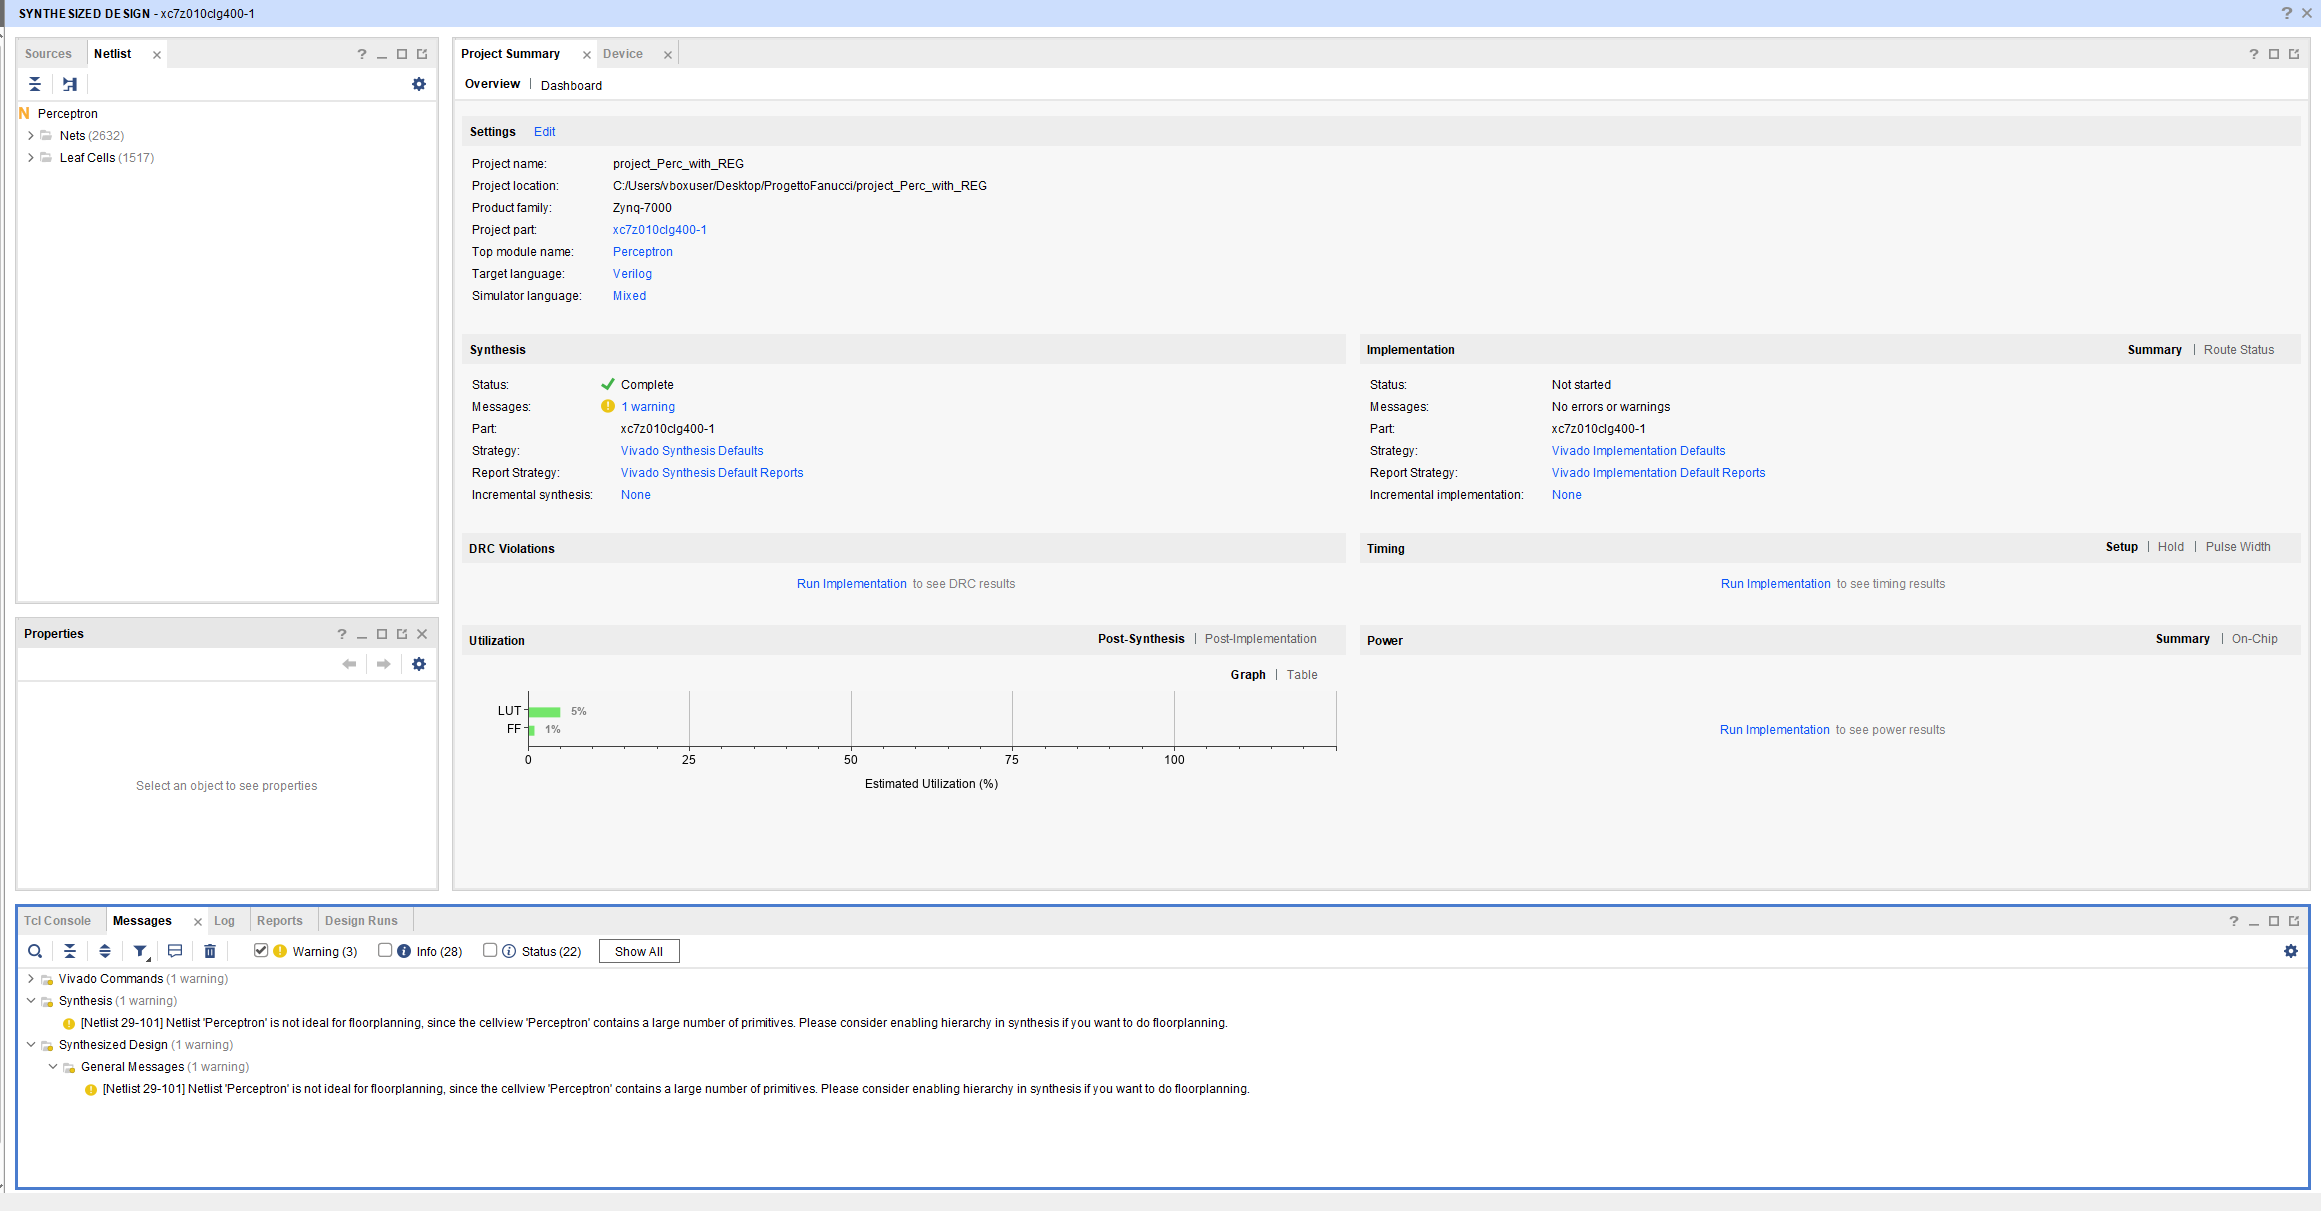 SYNTHESIZED DESIGN - xc7z010clg400-1
Sources
Netlist
Perceptron
Nets (2632)
Leaf Cells (1517)
Properties
Select an object to see properties
Project Summary
Device
Overview | Dashboard
Settings Edit
Project name: project_Perc_with_REG
Project location: C:/Users/vboxuser/Desktop/ProgettoFanucci/project_Perc_with_REG
Product family: Zynq-7000
Project part: xc7z010clg400-1
Top module name: Perceptron
Target language: Verilog
Simulator language: Mixed
Synthesis
Status: Complete
Messages: 1 warning
Part: xc7z010clg400-1
Strategy: Vivado Synthesis Defaults
Report Strategy: Vivado Synthesis Default Reports
Incremental synthesis: None
Implementation
Summary | Route Status
Status: Not started
Messages: No errors or warnings
Part: xc7z010clg400-1
Strategy: Vivado Implementation Defaults
Report Strategy: Vivado Implementation Default Reports
Incremental implementation: None
DRC Violations
Run Implementation to see DRC results
Timing
Setup | Hold | Pulse Width
Run Implementation to see timing results
Utilization
Post-Synthesis | Post-Implementation
Graph | Table
LUT 5%
FF 1%
0 25 50 75 100
Estimated Utilization (%)
Power
Summary | On-Chip
Run Implementation to see power results
Tcl Console
Messages
Log
Reports
Design Runs
Warning (3) Info (28) Status (22) Show All
Vivado Commands (1 warning)
Synthesis (1 warning)
[Netlist 29-101] Netlist 'Perceptron' is not ideal for floorplanning, since the cellview 'Perceptron' contains a large number of primitives. Please consider enabling hierarchy in synthesis if you want to do floorplanning.
Synthesized Design (1 warning)
General Messages (1 warning)
[Netlist 29-101] Netlist 'Perceptron' is not ideal for floorplanning, since the cellview 'Perceptron' contains a large number of primitives. Please consider enabling hierarchy in synthesis if you want to do floorplanning.